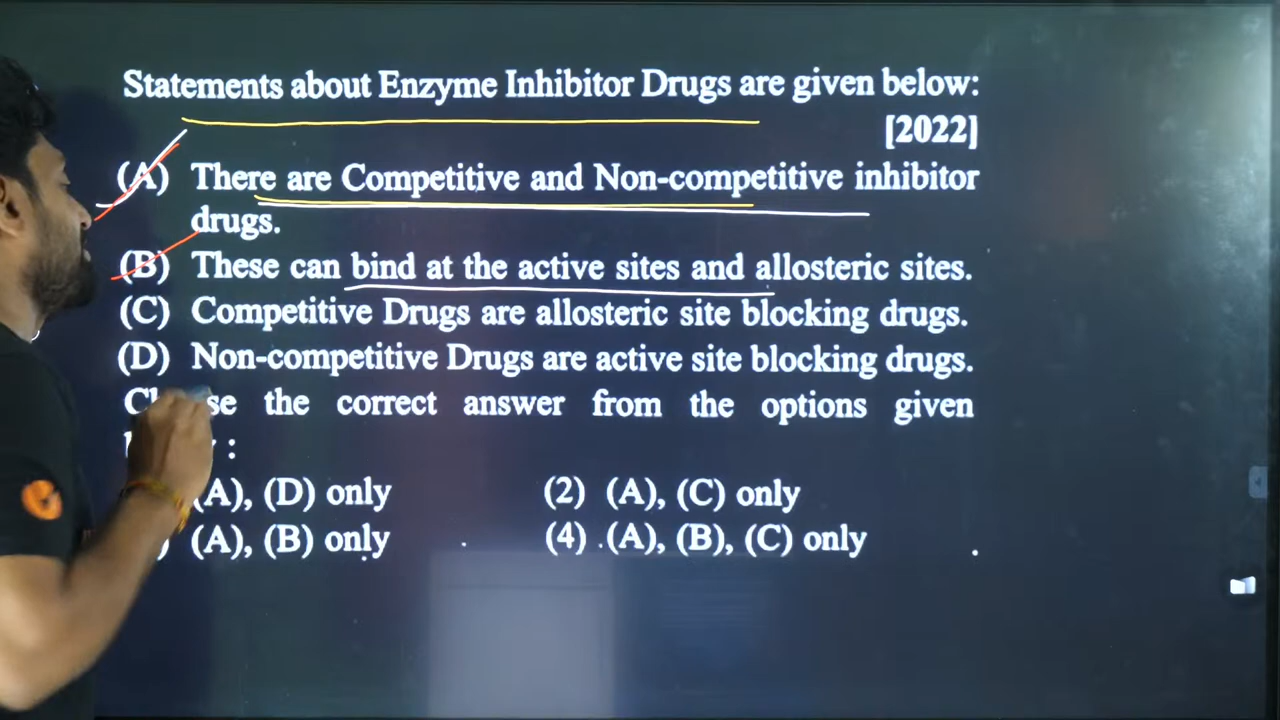 Statements about Enzyme Inhibitor Drugs are given below:
[2022]
(A) There are Competitive and Non-competitive inhibitor
drugs.
(B) These can bind at the active sites and allosteric sites.
(C) Competitive Drugs are allosteric site blocking drugs.
(D) Non-competitive Drugs are active site blocking drugs.
the correct answer from the options given
:
(A), (D) only (2) (A), (C) only
(A), (B) only (4) (A), (B), (C) only